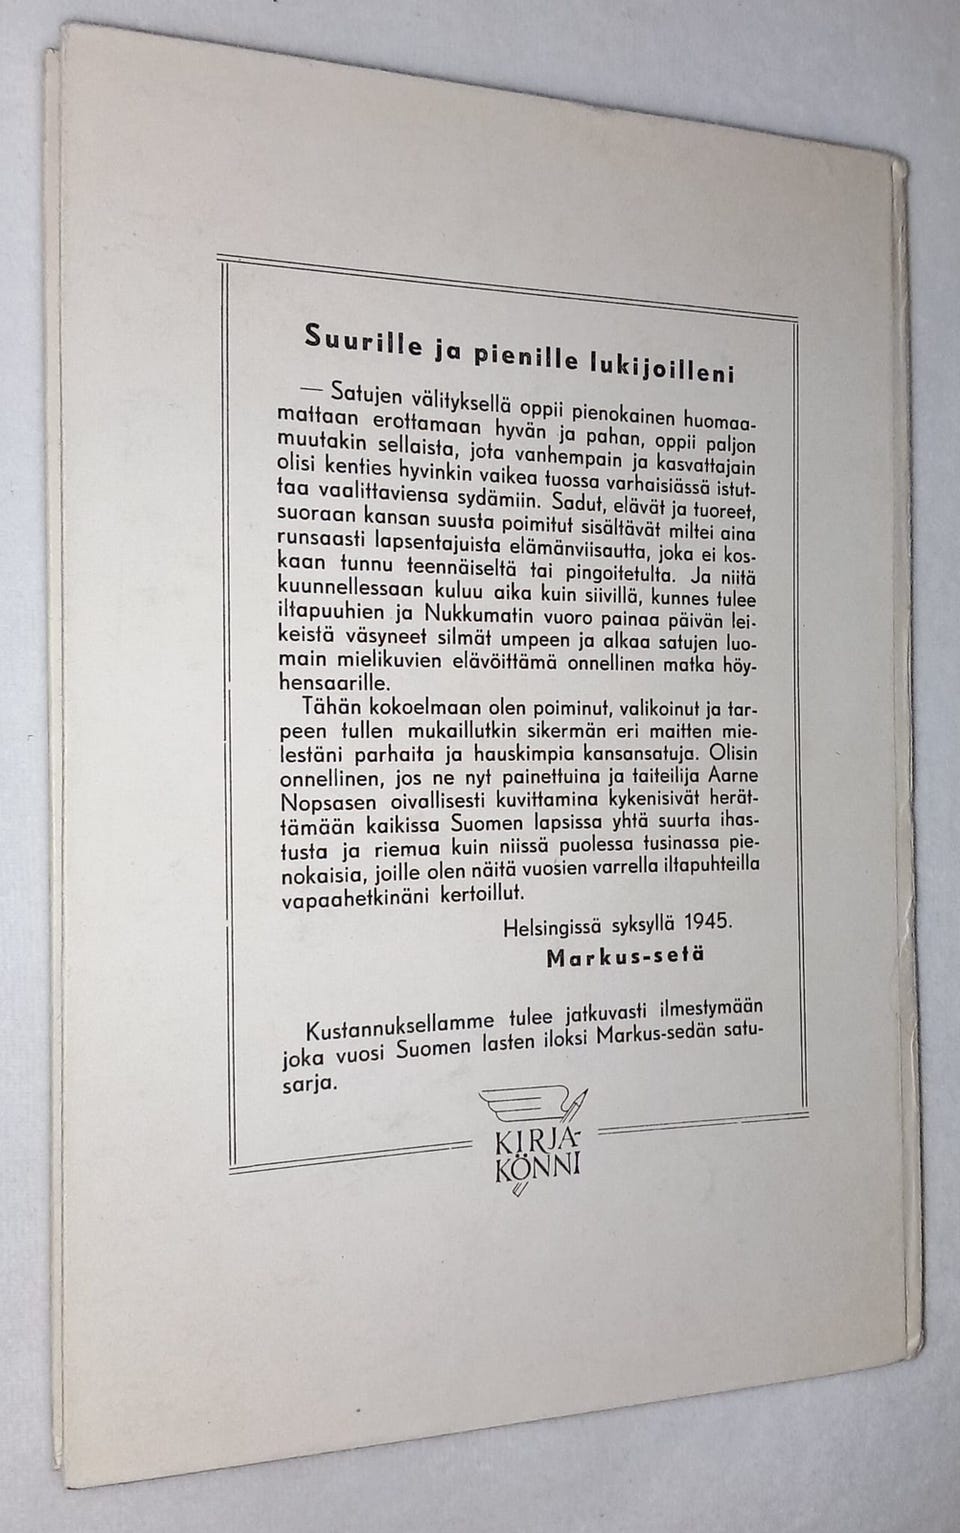 Suurille ja pienille lukijoilleni
— Satujen välityksellä oppii pienokainen huomaa-
mattaan erottamaan hyvän ja pahan, oppii paljon
muutakin sellaista, jota vanhempain ja kasvattajain
olisi kenties hyvinkin vaikea tuossa varhaisiässä istut-
taa vaalittaviensa sydämiin. Sadut, elävät ja tuoreet,
suoraan kansan suusta poimitut sisältävät miltei aina
runsaasti lapsentajuista elämänviisautta, joka ei kos-
kaan tunnu teennäiseltä tai pingoitetulta. Ja niitä
kuunnellessaan kuluu aika kuin siivillä, kunnes tulee
iltapuuhien ja Nukkumatin vuoro painaa päivän lei-
keistä väsyneet silmät umpeen ja alkaa satujen luo-
main mielikuvien elävöittämä onnellinen matka höy-
hensaarille.
Tähän kokoelmaan olen poiminut, valikoinut ja tar-
peen tullen mukaillutkin sikermän eri maitten mie-
lestäni parhaita ja hauskimpia kansansatuja. Olisin
onnellinen, jos ne nyt painettuina ja taiteilija Aarne
Nopsasen oivallisesti kuvittamina kykenisivät herät-
tämään kaikissa Suomen lapsissa yhtä suurta ihas-
tusta ja riemua kuin niissä puolessa tusinassa pie-
nokaisia, joille olen näitä vuosien varrella iltapuhteilla
vapaahetkinäni kertoillut.
Helsingissä syksyllä 1945.
Markus-setä
Kustannuksellamme tulee jatkuvasti ilmestymään
joka vuosi Suomen lasten iloksi Markus-sedän satu-
sarja.
KIRJA-
KÖNNI